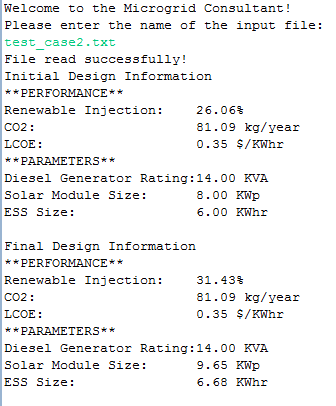 Welcome to the Microgrid Consultant!
Please enter the name of the input file:
test_case2.txt
File read successfully!
Initial Design Information
**PERFORMANCE**
Renewable Injection:    26.06%
CO2:                    81.09 kg/year
LCOE:                   0.35 $/KWhr
**PARAMETERS**
Diesel Generator Rating:14.00 KVA
Solar Module Size:      8.00 KWp
ESS Size:               6.00 KWhr

Final Design Information
**PERFORMANCE**
Renewable Injection:    31.43%
CO2:                    81.09 kg/year
LCOE:                   0.35 $/KWhr
**PARAMETERS**
Diesel Generator Rating:14.00 KVA
Solar Module Size:      9.65 KWp
ESS Size:               6.68 KWhr